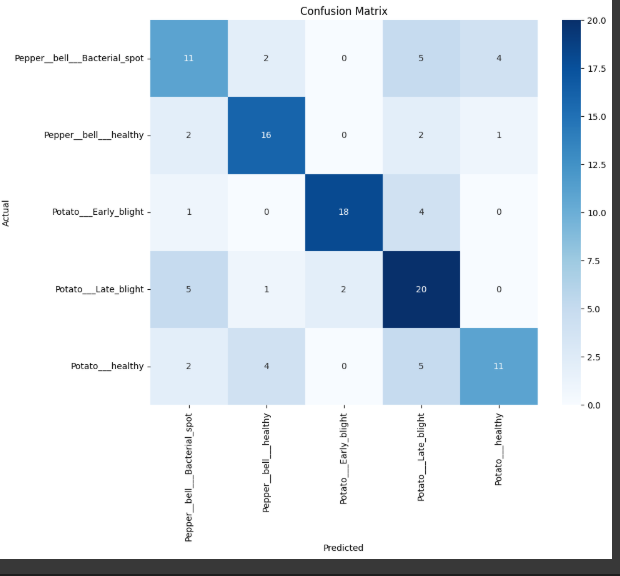 Confusion Matrix
Actual
Pepper__bell___Bacterial_spot 11 2 0 5 4
Pepper__bell___healthy 2 16 0 2 1
Potato___Early_blight 1 0 18 4 0
Potato___Late_blight 5 1 2 20 0
Potato___healthy 2 4 0 5 11
Pepper__bell___Bacterial_spot
Pepper__bell___healthy
Potato___Early_blight
Potato___Late_blight
Potato___healthy
Predicted
20.0
17.5
15.0
12.5
10.0
7.5
5.0
2.5
0.0